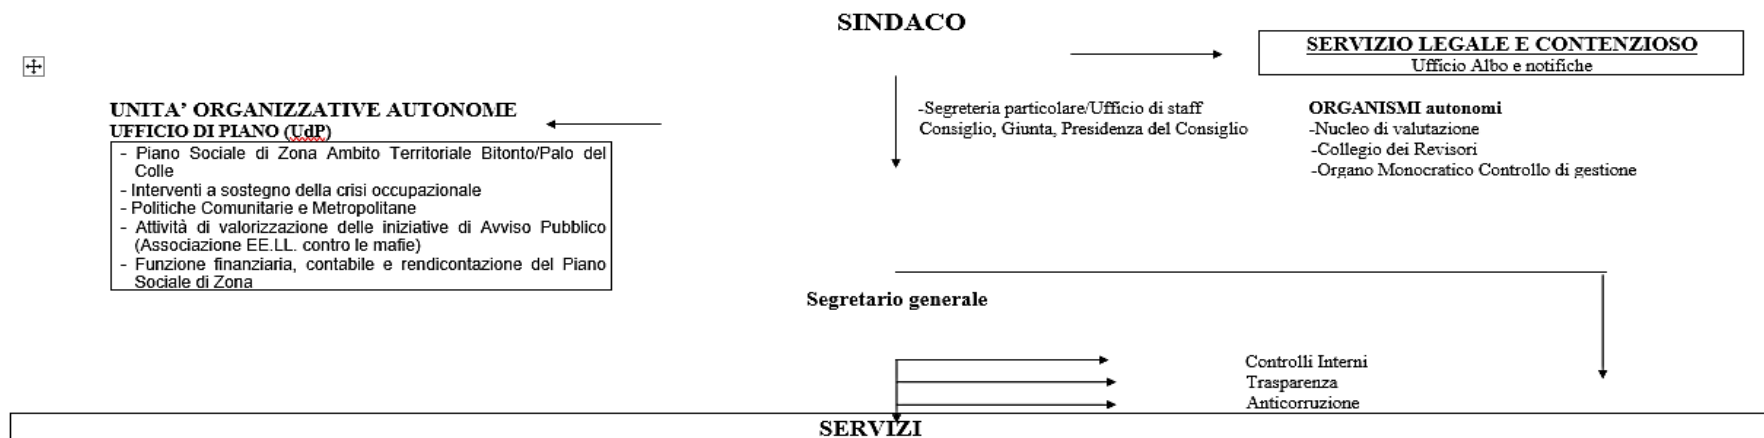 SINDACO
SERVIZIO LEGALE E CONTENZIOSO
Ufficio Albo e notifiche
UNITA' ORGANIZZATIVE AUTONOME
UFFICIO DI PIANO (UdP)
- Piano Sociale di Zona Ambito Territoriale Bitonto/Palo del
Colle
- Interventi a sostegno della crisi occupazionale
- Politiche Comunitarie e Metropolitane
- Attività di valorizzazione delle iniziative di Avviso Pubblico
(Associazione EE.LL. contro le mafie)
- Funzione finanziaria, contabile e rendicontazione del Piano
Sociale di Zona
-Segreteria particolare/Ufficio di staff
Consiglio, Giunta, Presidenza del Consiglio
ORGANISMI autonomi
-Nucleo di valutazione
-Collegio dei Revisori
-Organo Monocratico Controllo di gestione
Segretario generale
Controlli Interni
Trasparenza
Anticorruzione
SERVIZI